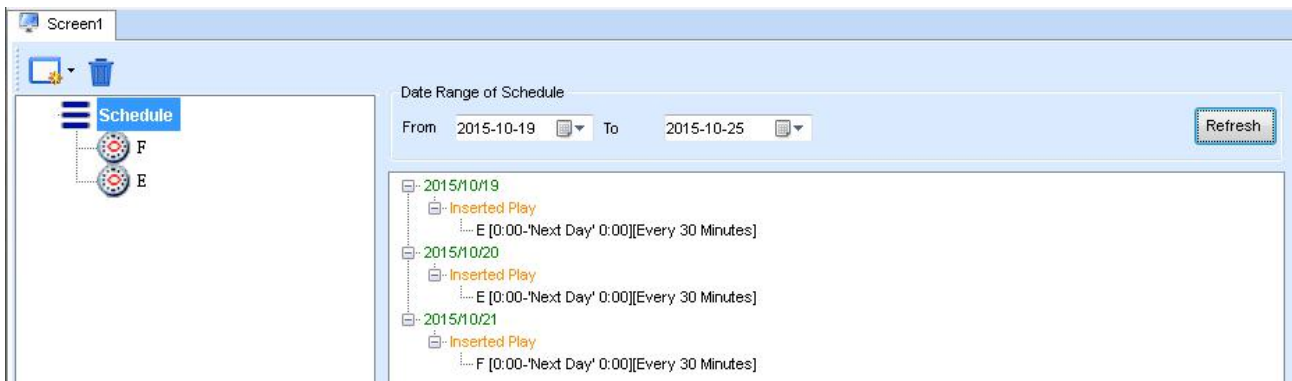 Screen1
Schedule
F
E
Date Range of Schedule
From 2015-10-19 To 2015-10-25 Refresh
2015/10/19
Inserted Play
E [0:00-'Next Day' 0:00][Every 30 Minutes]
2015/10/20
Inserted Play
E [0:00-'Next Day' 0:00][Every 30 Minutes]
2015/10/21
Inserted Play
F [0:00-'Next Day' 0:00][Every 30 Minutes]